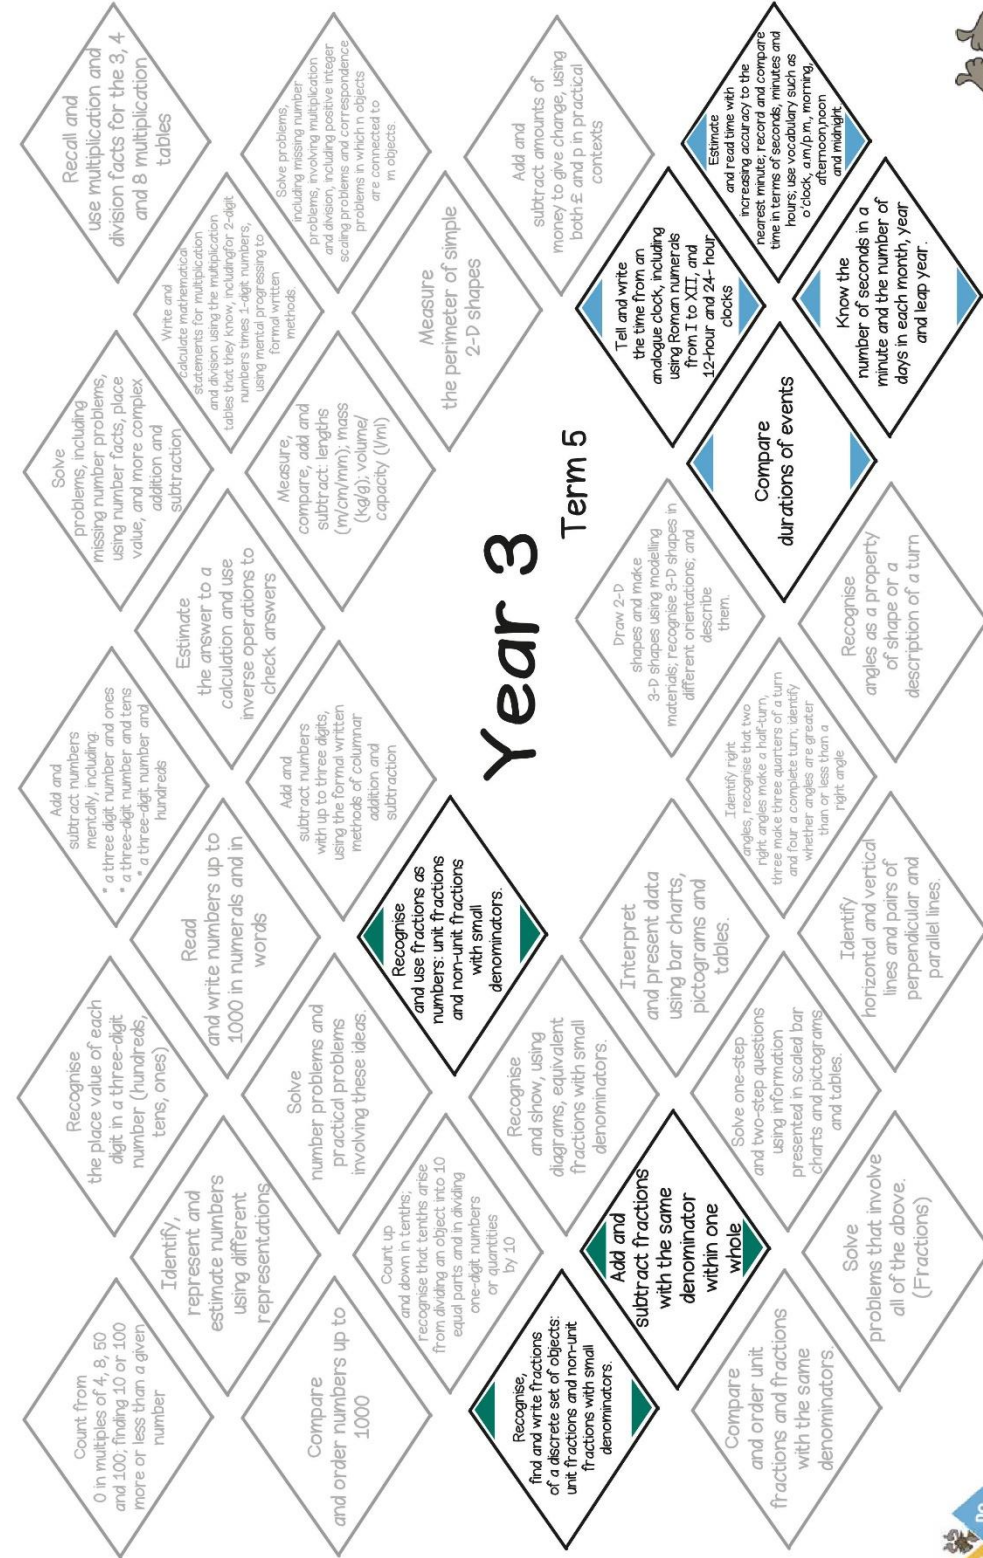 Count from
0 in multiples of 4, 8, 50
and 100; finding 10 or 100
more or less than a given
number
Recognise
the place value of each
digit in a three-digit
number (hundreds,
tens, ones)
Add and
subtract numbers
mentally, including:
* a three digit number and ones
* a three-digit number and tens
* a three-digit number and
hundreds
Solve
problems, including
missing number problems,
using number facts, place
value, and more complex
addition and
subtraction
Recall and
use multiplication and
division facts for the 3, 4
and 8 multiplication
tables
Identify,
represent and
estimate numbers
using different
representations
Read
and write numbers up to
1000 in numerals and in
words
Estimate
the answer to a
calculation and use
inverse operations to
check answers
Write and
calculate mathematical
statements for multiplication
and division using the multiplication
tables that they know, includingfor 2-digit
numbers times 1-digit numbers,
using mental progressing to
formal written
methods.
Compare
and order numbers up to
1000
Solve
number problems and
practical problems
involving these ideas.
Add and
subtract numbers
with up to three digits,
using the formal written
methods of columnar
addition and
subtraction
Measure,
compare, add and
subtract: lengths
(m/cm/mm); mass
(kg/g); volume/
capacity (l/ml)
Solve problems,
including missing number
problems, involving multiplication
and division, including positive integer
scaling problems and correspondence
problems in which n objects
are connected to
m objects.
Count up
and down in tenths;
recognise that tenths arise
from dividing an object into 10
equal parts and in dividing
one-digit numbers
or quantities
by 10
Recognise
and use fractions as
numbers: unit fractions
and non-unit fractions
with small
denominators.
Measure
the perimeter of simple
2-D shapes
Year 3
Term 5
Recognise,
find and write fractions
of a discrete set of objects:
unit fractions and non-unit
fractions with small
denominators.
Recognise
and show, using
diagrams, equivalent
fractions with small
denominators.
Add and
subtract amounts of
money to give change, using
both £ and p in practical
contexts
Add and
subtract fractions
with the same
denominator
within one
whole
Interpret
and present data
using bar charts,
pictograms and
tables.
Draw 2-D
shapes and make
3-D shapes using modelling
materials; recognise 3-D shapes in
different orientations; and
describe
them.
Tell and write
the time from an
analogue clock, including
using Roman numerals
from I to XII, and
12-hour and 24- hour
clocks
Compare
and order unit
fractions and fractions
with the same
denominators.
Solve one-step
and two-step questions
using information
presented in scaled bar
charts and pictograms
and tables.
Identify right
angles, recognise that two
right angles make a half-turn,
three make three quarters of a turn
and four a complete turn; identify
whether angles are greater
than or less than a
right angle
Compare
durations of events
Estimate
and read time with
increasing accuracy to the
nearest minute; record and compare
time in terms of seconds, minutes and
hours; use vocabulary such as
o'clock, a.m/p.m., morning,
afternoon,noon
and midnight
Solve
problems that involve
all of the above.
(Fractions)
Identify
horizontal and vertical
lines and pairs of
perpendicular and
parallel lines.
Recognise
angles as a property
of shape or a
description of a turn
Know the
number of seconds in a
minute and the number of
days in each month, year
and leap year.